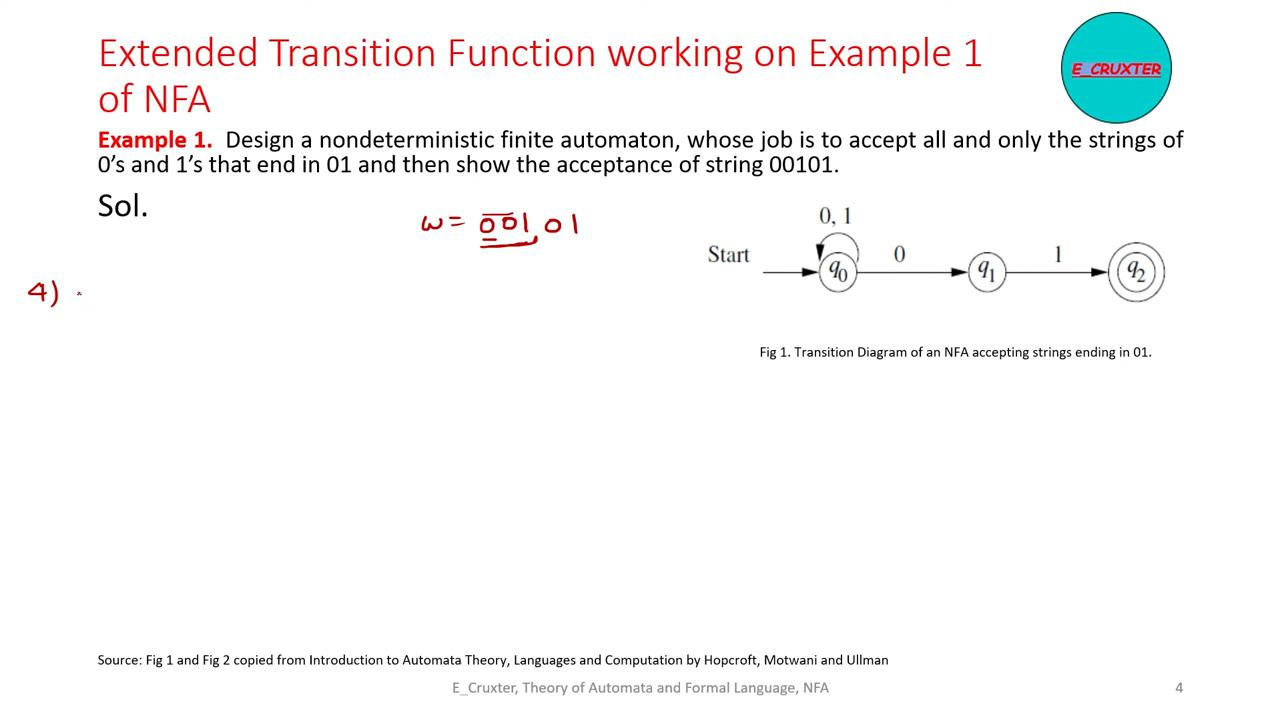 Extended Transition Function working on Example 1
of NFA
E_CRUXTER
Example 1. Design a nondeterministic finite automaton, whose job is to accept all and only the strings of
0’s and 1’s that end in 01 and then show the acceptance of string 00101.
Sol.
w = 00101
0, 1
Start
q0
0
q1
1
q2
4)
Fig 1. Transition Diagram of an NFA accepting strings ending in 01.
Source: Fig 1 and Fig 2 copied from Introduction to Automata Theory, Languages and Computation by Hopcroft, Motwani and Ullman
E_Cruxter, Theory of Automata and Formal Language, NFA
4